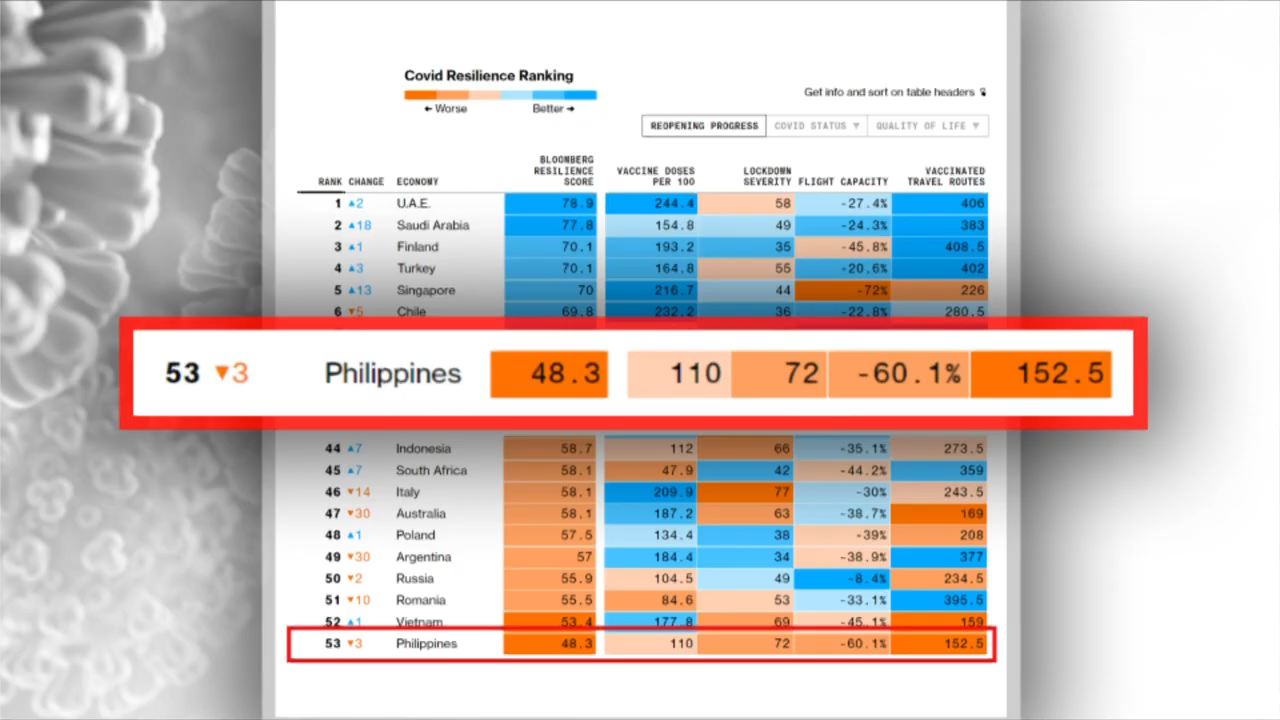 Covid Resilience Ranking
← Worse Better →
Get info and sort on table headers
REOPENING PROGRESS COVID STATUS ▼ QUALITY OF LIFE ▼
RANK CHANGE ECONOMY BLOOMBERG RESILIENCE SCORE VACCINE DOSES PER 100 LOCKDOWN SEVERITY FLIGHT CAPACITY VACCINATED TRAVEL ROUTES
1 ▲2 U.A.E. 78.9 244.4 58 -27.4% 406
2 ▲18 Saudi Arabia 77.8 154.8 49 -24.3% 383
3 ▲1 Finland 70.1 193.2 35 -45.8% 408.5
4 ▲3 Turkey 70.1 164.8 55 -20.6% 402
5 ▲13 Singapore 70 216.7 44 -72% 226
6 ▼5 Chile 69.8 232.2 36 -22.8% 280.5
53 ▼3 Philippines 48.3 110 72 -60.1% 152.5
44 ▲7 Indonesia 58.7 112 66 -35.1% 273.5
45 ▲7 South Africa 58.1 47.9 42 -44.2% 359
46 ▼14 Italy 58.1 209.9 77 -30% 243.5
47 ▼30 Australia 58.1 187.2 63 -38.7% 169
48 ▲1 Poland 57.5 134.4 38 -39% 208
49 ▼30 Argentina 57 184.4 34 -38.9% 377
50 ▼2 Russia 55.9 104.5 49 -8.4% 234.5
51 ▼10 Romania 55.5 84.6 53 -33.1% 395.5
52 ▲1 Vietnam 53.4 177.8 69 -45.1% 159
53 ▼3 Philippines 48.3 110 72 -60.1% 152.5